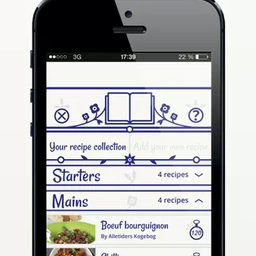 3G 17:39 22 %
?
Your recipe collection Add your own recipe
Starters 4 recipes
Mains 4 recipes
Boeuf bourguignon
By Alletiders Kogebog
120